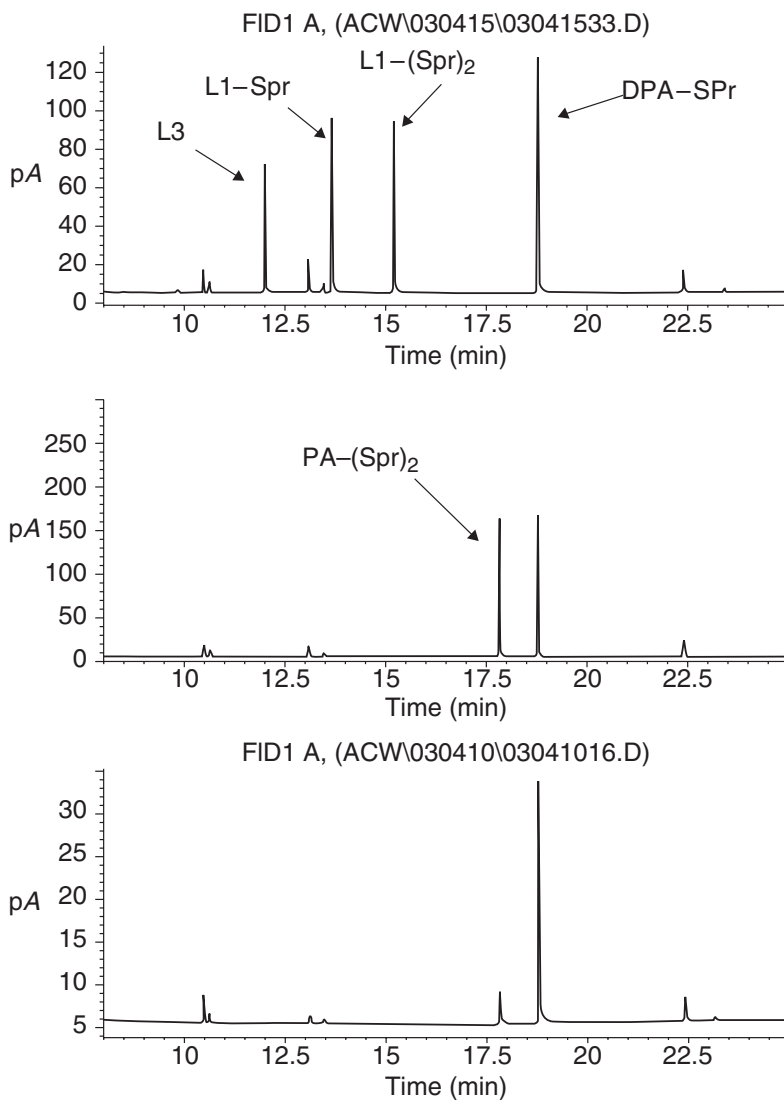 FID1 A, (ACW\030415\03041533.D)
L1–(Spr)2
L1–Spr
DPA–SPr
L3
pA
120
100
80
60
40
20
0
10 12.5 15 17.5 20 22.5
Time (min)
PA–(Spr)2
pA
250
200
150
100
50
0
10 12.5 15 17.5 20 22.5
Time (min)
FID1 A, (ACW\030410\03041016.D)
pA
30
25
20
15
10
5
10 12.5 15 17.5 20 22.5
Time (min)